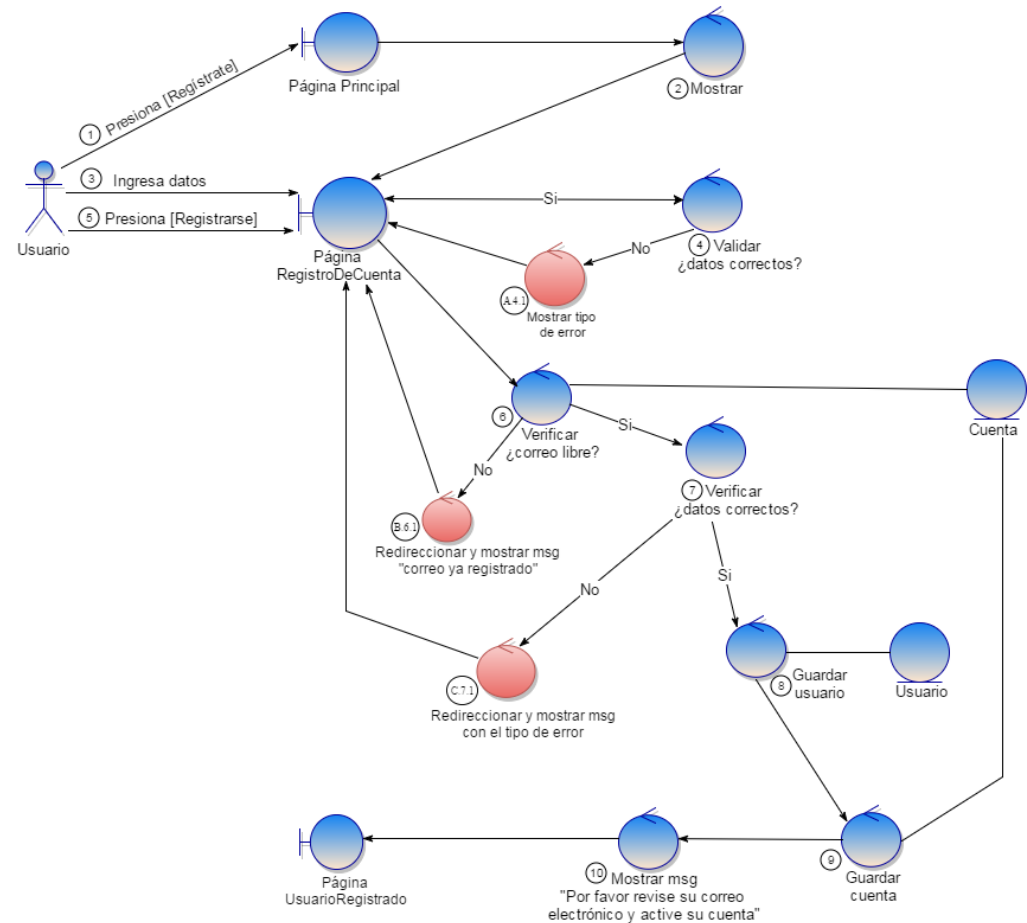 Página Principal
2 Mostrar
1 Presiona [Regístrate]
3 Ingresa datos
5 Presiona [Registrarse]
Usuario
Si
Página
RegistroDeCuenta
No
4 Validar
¿datos correctos?
A.4.1
Mostrar tipo
de error
6
Verificar
¿correo libre?
Cuenta
Si
No
7 Verificar
¿datos correctos?
B.6.1
Redireccionar y mostrar msg
"correo ya registrado"
Si
No
8 Guardar
usuario
Usuario
C.7.1
Redireccionar y mostrar msg
con el tipo de error
Página
UsuarioRegistrado
10 Mostrar msg
"Por favor revise su correo
electrónico y active su cuenta"
9
Guardar
cuenta